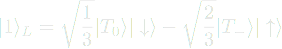 |1⟩_L = √(1/3)|T_0⟩|↓⟩ − √(2/3)|T_−⟩|↑⟩